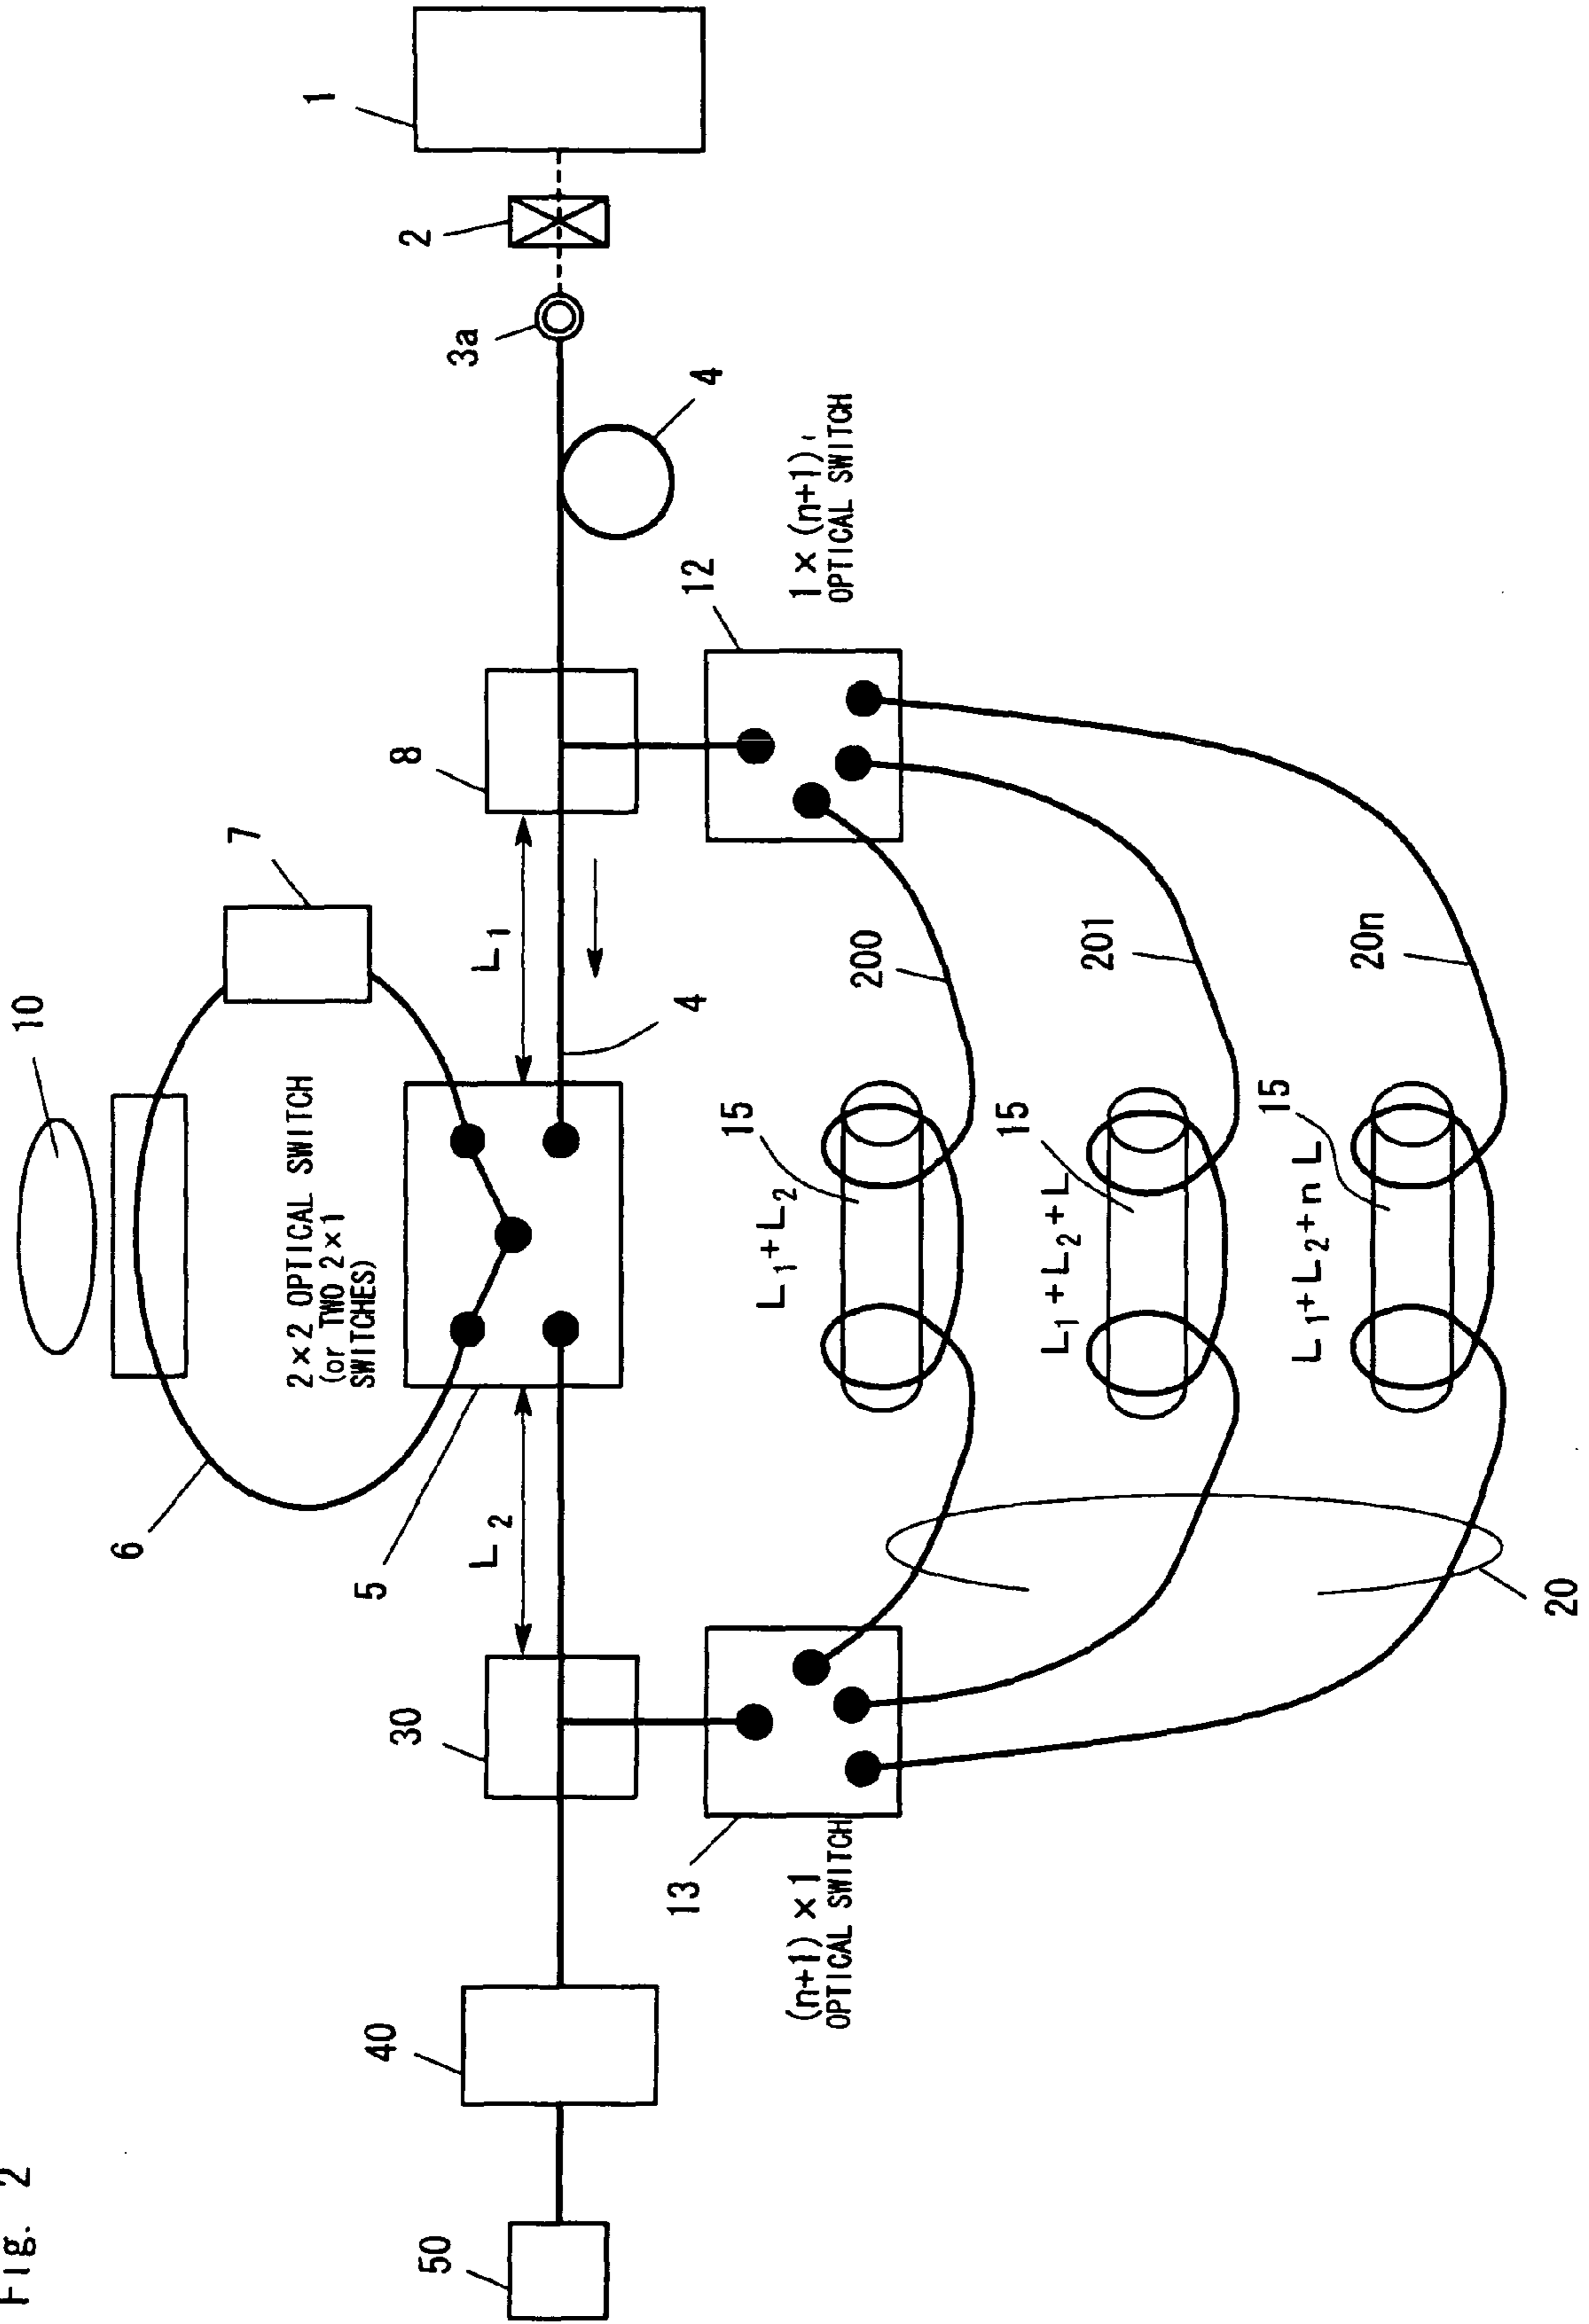 Fig. 2
10
7
6
2×2 OPTICAL SWITCH
(or TWO 2×1
SWITCHES)
5
L2
L1
50
40
30
8
4
4
3a
2
1
13
(n+1)×1
OPTICAL SWITCH
12
1×(n+1)
OPTICAL SWITCH
15
L1+L2
200
15
L1+L2+L
201
15
L1+L2+nL
20n
20